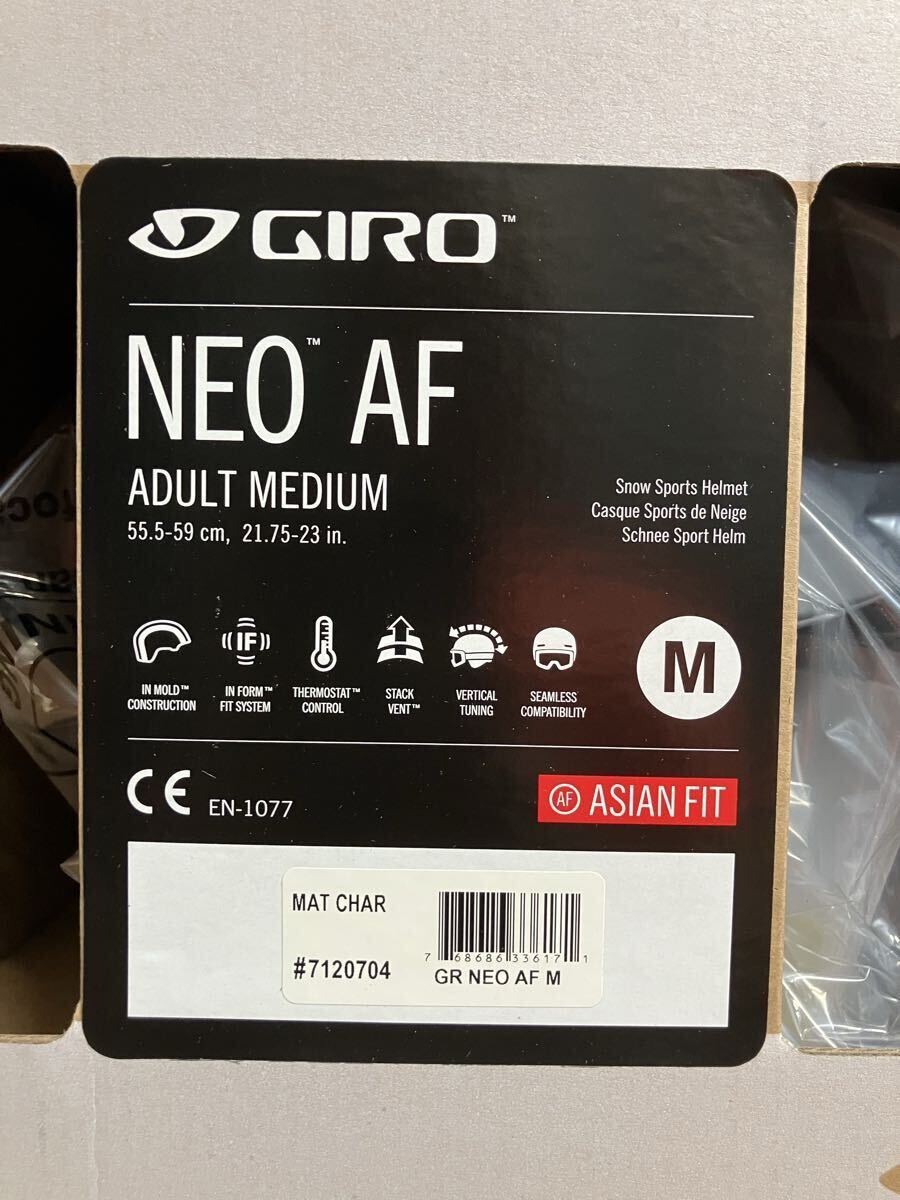 GIRO™
NEO™ AF
ADULT MEDIUM
55.5-59 cm, 21.75-23 in.
Snow Sports Helmet
Casque Sports de Neige
Schnee Sport Helm
IN MOLD™
CONSTRUCTION
IF
IN FORM™
FIT SYSTEM
THERMOSTAT™
CONTROL
STACK
VENT™
VERTICAL
TUNING
SEAMLESS
COMPATIBILITY
M
CE EN-1077
AF ASIAN FIT
MAT CHAR
#7120704
7 68686 33617 1
GR NEO AF M